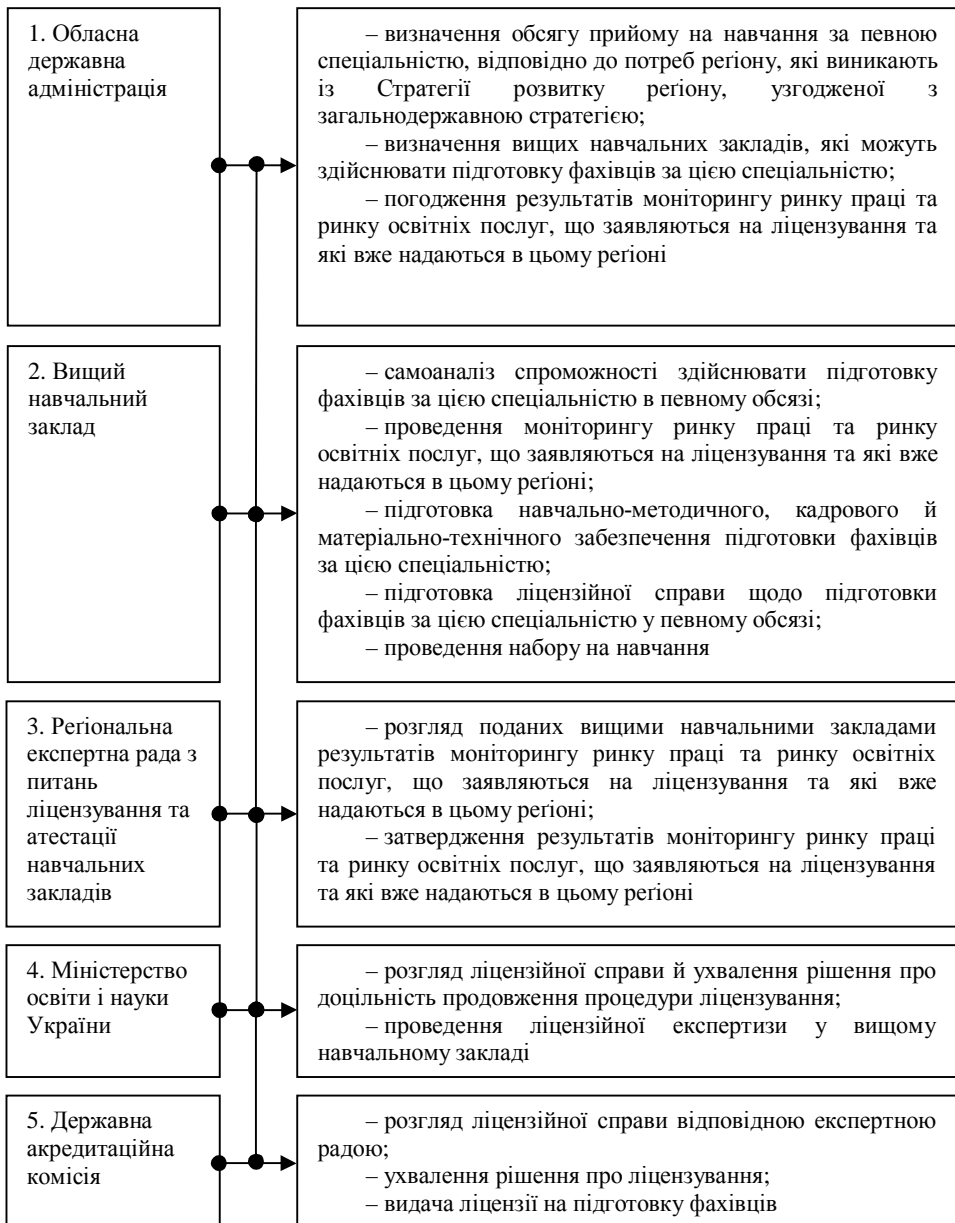 1. Обласна
державна
адміністрація
– визначення обсягу прийому на навчання за певною
спеціальністю, відповідно до потреб реґіону, які виникають
із Стратегії розвитку реґіону, узгодженої з
загальнодержавною стратегією;
– визначення вищих навчальних закладів, які можуть
здійснювати підготовку фахівців за цією спеціальністю;
– погодження результатів моніторингу ринку праці та
ринку освітніх послуг, що заявляються на ліцензування та
які вже надаються в цьому реґіоні
2. Вищий
навчальний
заклад
– самоаналіз спроможності здійснювати підготовку
фахівців за цією спеціальністю в певному обсязі;
– проведення моніторингу ринку праці та ринку
освітніх послуг, що заявляються на ліцензування та які вже
надаються в цьому реґіоні;
– підготовка навчально-методичного, кадрового й
матеріально-технічного забезпечення підготовки фахівців
за цією спеціальністю;
– підготовка ліцензійної справи щодо підготовки
фахівців за цією спеціальністю у певному обсязі;
– проведення набору на навчання
3. Реґіональна
експертна рада з
питань
ліцензування та
атестації
навчальних
закладів
– розгляд поданих вищими навчальними закладами
результатів моніторингу ринку праці та ринку освітніх
послуг, що заявляються на ліцензування та які вже
надаються в цьому реґіоні;
– затвердження результатів моніторингу ринку праці
та ринку освітніх послуг, що заявляються на ліцензування
та які вже надаються в цьому реґіоні
4. Міністерство
освіти і науки
України
– розгляд ліцензійної справи й ухвалення рішення про
доцільність продовження процедури ліцензування;
– проведення ліцензійної експертизи у вищому
навчальному закладі
5. Державна
акредитаційна
комісія
– розгляд ліцензійної справи відповідною експертною
радою;
– ухвалення рішення про ліцензування;
– видача ліцензії на підготовку фахівців